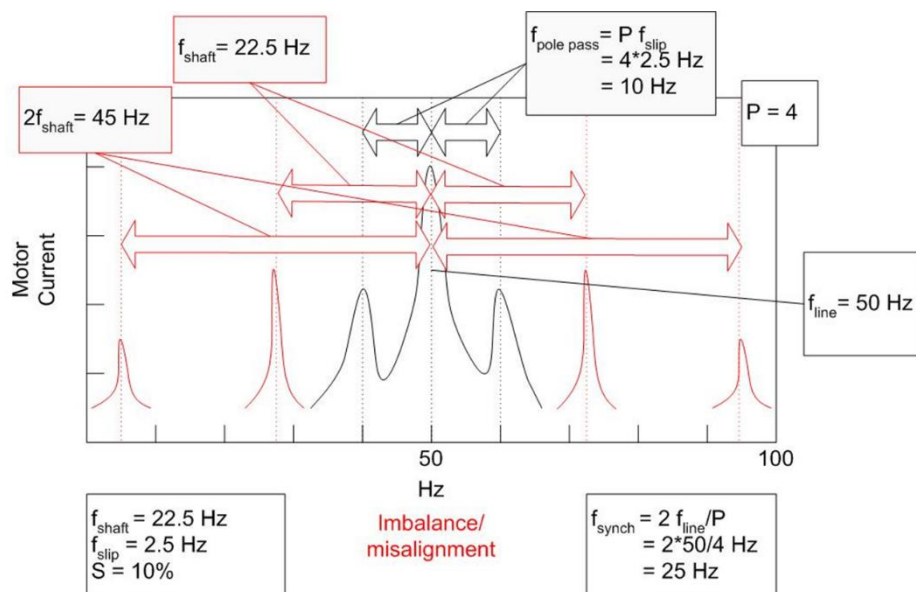 f_shaft = 22.5 Hz
f_pole pass = P f_slip
= 4*2.5 Hz
= 10 Hz
2f_shaft = 45 Hz
P = 4
Motor
Current
f_line = 50 Hz
50
100
Hz
Imbalance/
misalignment
f_shaft = 22.5 Hz
f_slip = 2.5 Hz
S = 10%
f_synch = 2 f_line/P
= 2*50/4 Hz
= 25 Hz